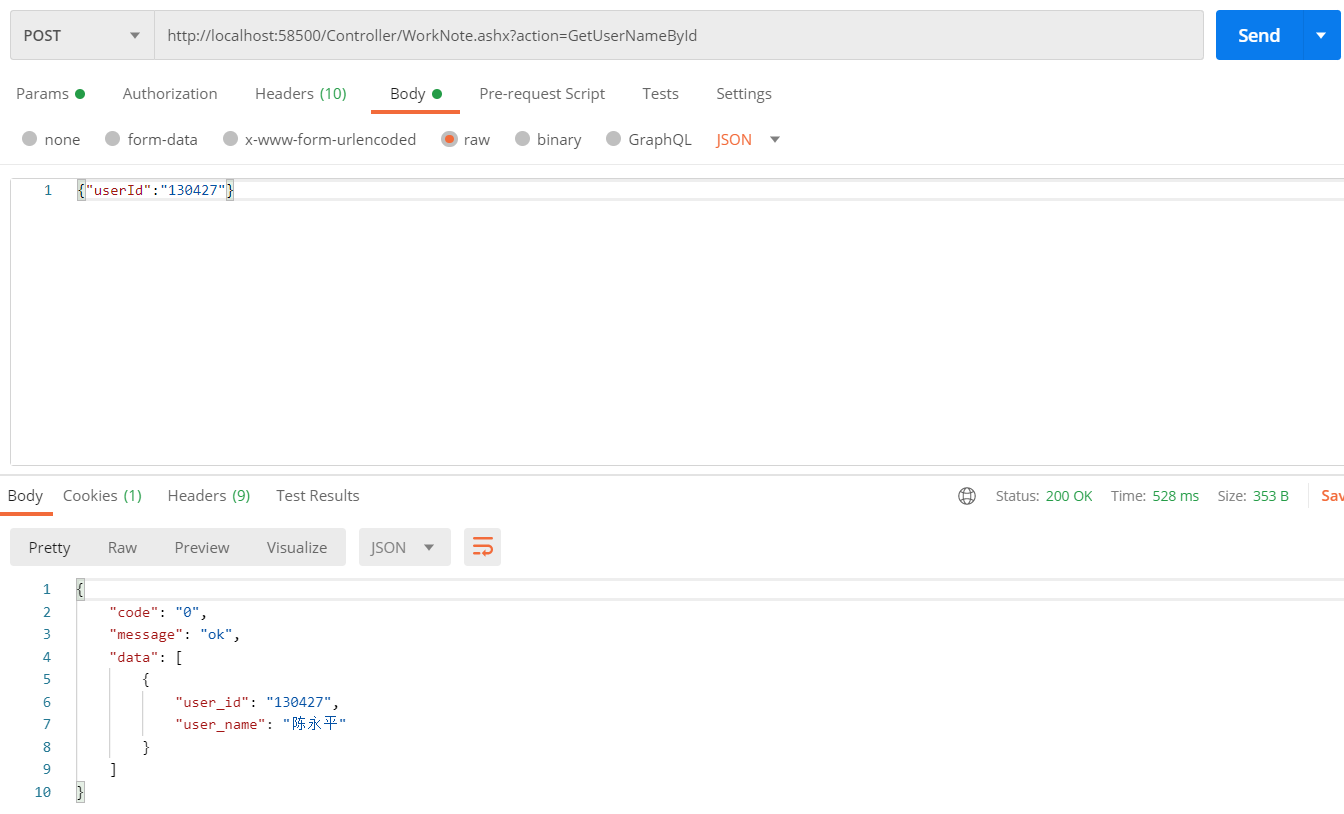 POST http://localhost:58500/Controller/WorkNote.ashx?action=GetUserNameById Send
Params Authorization Headers (10) Body Pre-request Script Tests Settings
none form-data x-www-form-urlencoded raw binary GraphQL JSON
1 {"userId":"130427"}
Body Cookies (1) Headers (9) Test Results Status: 200 OK Time: 528 ms Size: 353 B Sav
Pretty Raw Preview Visualize JSON
1 {
2 "code": "0",
3 "message": "ok",
4 "data": [
5 {
6 "user_id": "130427",
7 "user_name": "陈永平"
8 }
9 ]
10 }